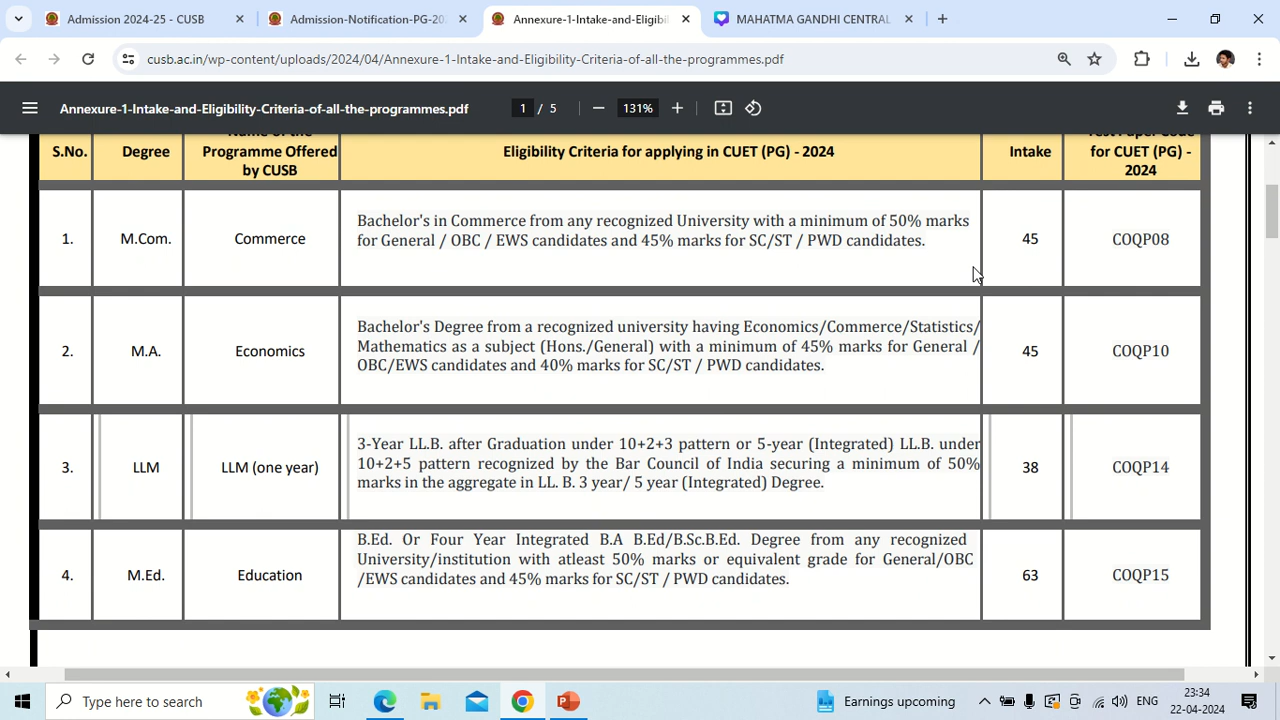 Admission 2024-25 - CUSB
Admission-Notification-PG-20
Annexure-1-Intake-and-Eligibil
MAHATMA GANDHI CENTRAL
cusb.ac.in/wp-content/uploads/2024/04/Annexure-1-Intake-and-Eligibility-Criteria-of-all-the-programmes.pdf
Annexure-1-Intake-and-Eligibility-Criteria-of-all-the-programmes.pdf
1 / 5
131%
S.No.
Degree
Name of the
Programme Offered
by CUSB
Eligibility Criteria for applying in CUET (PG) - 2024
Intake
Test Paper Code
for CUET (PG) -
2024
1.
M.Com.
Commerce
Bachelor's in Commerce from any recognized University with a minimum of 50% marks
for General / OBC / EWS candidates and 45% marks for SC/ST / PWD candidates.
45
COQP08
2.
M.A.
Economics
Bachelor's Degree from a recognized university having Economics/Commerce/Statistics/
Mathematics as a subject (Hons./General) with a minimum of 45% marks for General /
OBC/EWS candidates and 40% marks for SC/ST / PWD candidates.
45
COQP10
3.
LLM
LLM (one year)
3-Year LL.B. after Graduation under 10+2+3 pattern or 5-year (Integrated) LL.B. under
10+2+5 pattern recognized by the Bar Council of India securing a minimum of 50%
marks in the aggregate in LL. B. 3 year/ 5 year (Integrated) Degree.
38
COQP14
4.
M.Ed.
Education
B.Ed. Or Four Year Integrated B.A B.Ed/B.Sc.B.Ed. Degree from any recognized
University/institution with atleast 50% marks or equivalent grade for General/OBC
/EWS candidates and 45% marks for SC/ST / PWD candidates.
63
COQP15
Type here to search
Earnings upcoming
ENG
23:34
22-04-2024